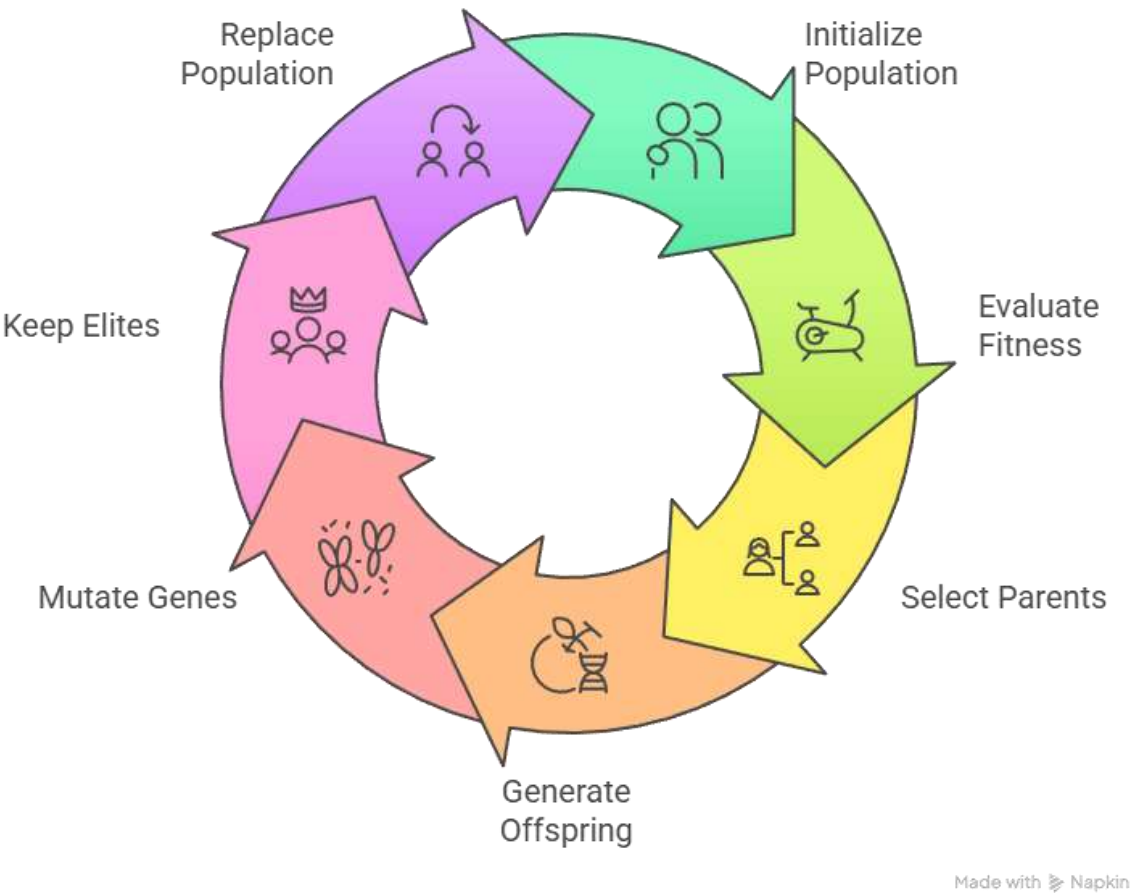 Replace
Population
Initialize
Population
Keep Elites
Evaluate
Fitness
Mutate Genes
Select Parents
Generate
Offspring
Made with Napkin